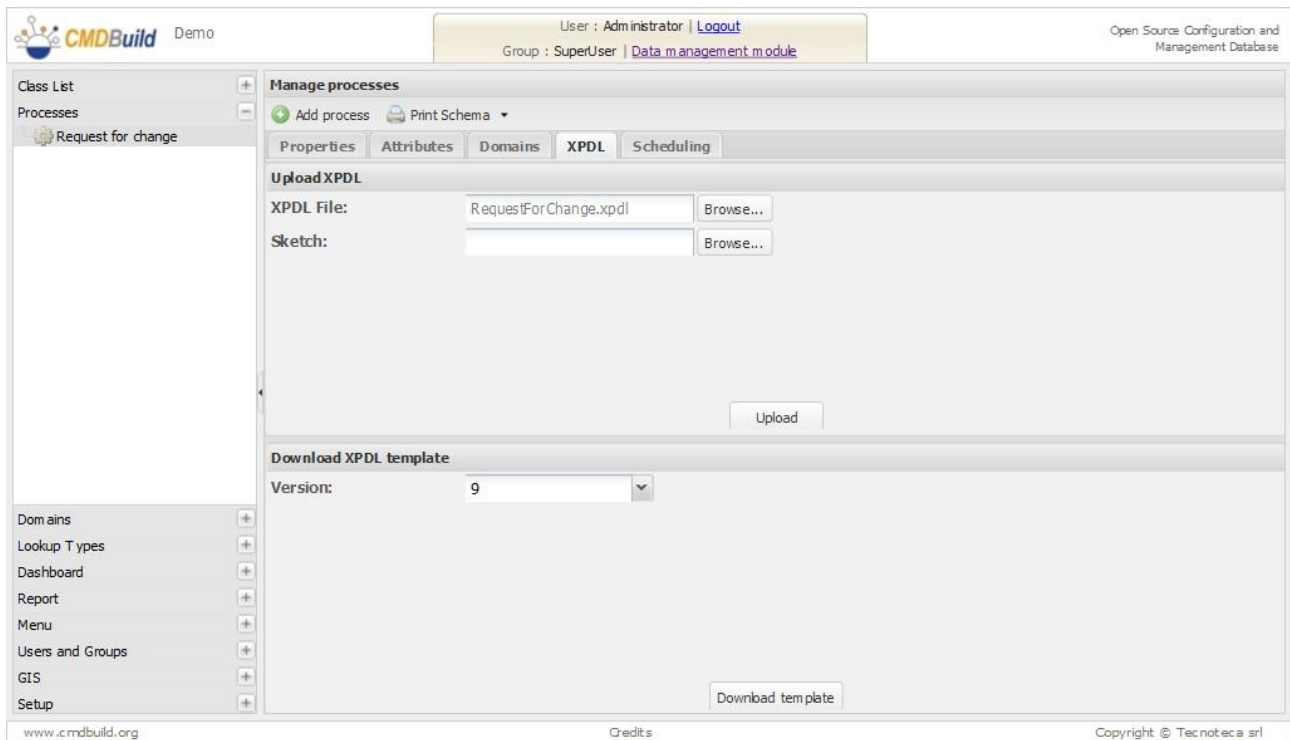 CMDBuild Demo
User : Administrator | Logout
Group : SuperUser | Data management module
Open Source Configuration and
Management Database
Class List
Processes
Request for change
Domains
Lookup Types
Dashboard
Report
Menu
Users and Groups
GIS
Setup
Manage processes
Add process Print Schema
Properties Attributes Domains XPDL Scheduling
Upload XPDL
XPDL File: RequestForChange.xpdl Browse...
Sketch: Browse...
Upload
Download XPDL template
Version: 9
Download template
www.cmdbuild.org Credits Copyright © Tecnoteca srl